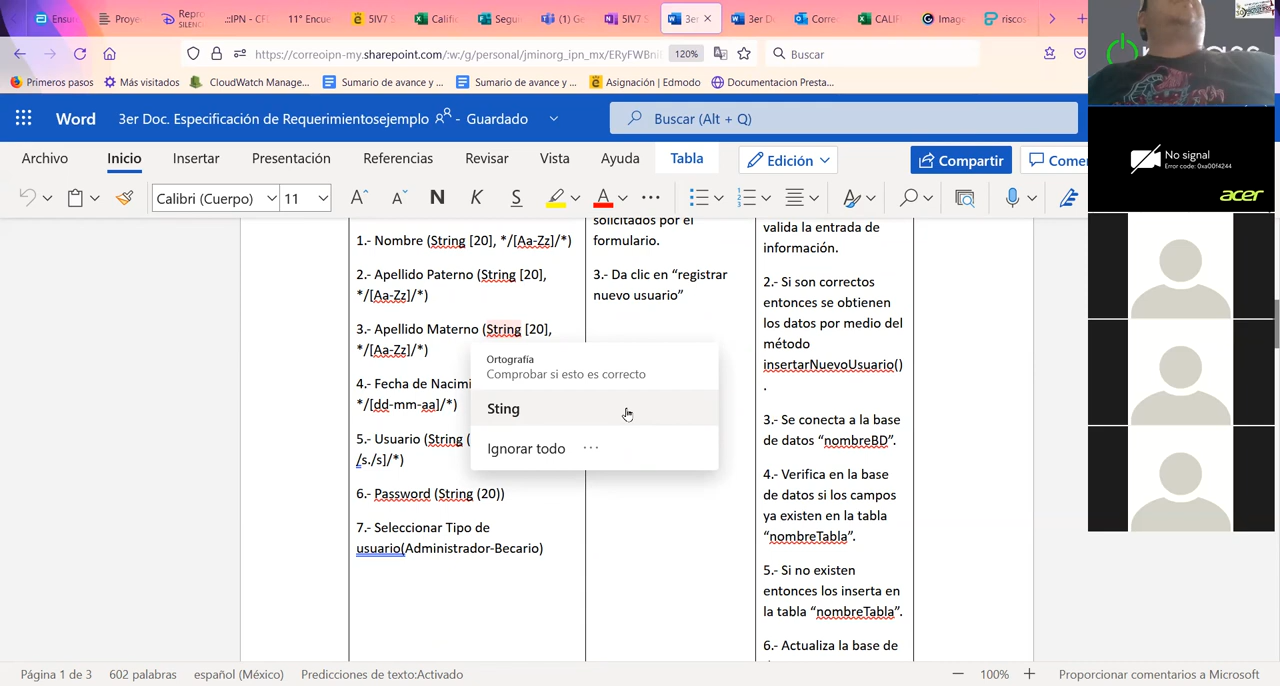 Proye
Repro
SILENC
::IPN - CF
11° Encue
5IV7 S
Calific
Segue
(1) Ge
5IV7 S
3er
3er D
Corre
CALIF
Image
riscos
https://correoipn-my.sharepoint.com/:w:/g/personal/jminorg_ipn_mx/ERyFWBnl
120%
Buscar
Primeros pasos
Más visitados
CloudWatch Manage...
Sumario de avance y ...
Sumario de avance y ...
Asignación | Edmodo
Documentacion Presta...
Word
3er Doc. Especificación de Requerimientosejemplo - Guardado
Buscar (Alt + Q)
Archivo
Inicio
Insertar
Presentación
Referencias
Revisar
Vista
Ayuda
Tabla
Edición
Compartir
Comer
Calibri (Cuerpo)
11
N
K
S
1.- Nombre (String [20], */[Aa-Zz]/*)
2.- Apellido Paterno (String [20],
*/[Aa-Zz]/*)
3.- Apellido Materno (String [20],
*/[Aa-Zz]/*)
4.- Fecha de Nacimi
*/[dd-mm-aa]/*)
5.- Usuario (String (
/s./s]/*)
6.- Password (String (20))
7.- Seleccionar Tipo de
usuario(Administrador-Becario)
Ortografía
Comprobar si esto es correcto
Sting
Ignorar todo ...
solicitados por el
formulario.
3.- Da clic en “registrar
nuevo usuario”
valida la entrada de
información.
2.- Si son correctos
entonces se obtienen
los datos por medio del
método
insertarNuevoUsuario()
.
3.- Se conecta a la base
de datos “nombreBD”.
4.- Verifica en la base
de datos si los campos
ya existen en la tabla
“nombreTabla”.
5.- Si no existen
entonces los inserta en
la tabla “nombreTabla”.
6.- Actualiza la base de
No signal
Error code: 0xa00f4244
acer
Página 1 de 3
602 palabras
español (México)
Predicciones de texto:Activado
100%
Proporcionar comentarios a Microsoft